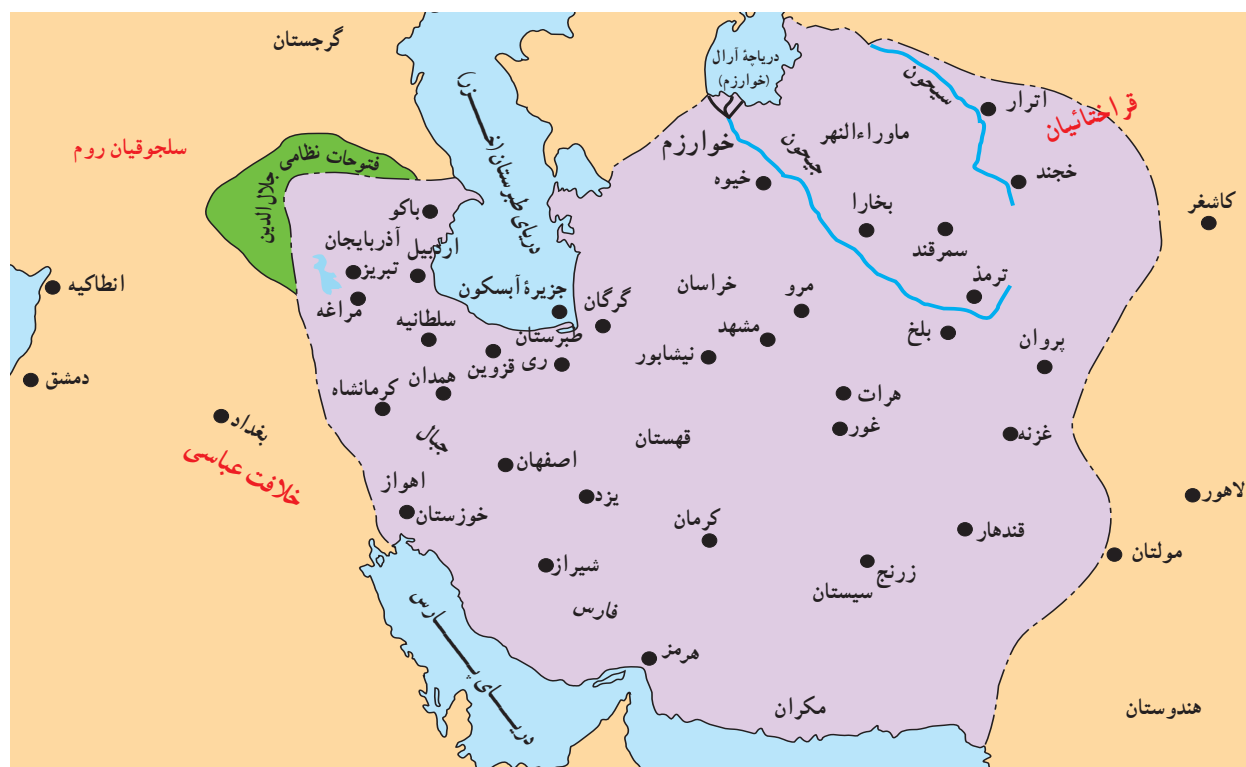 گرجستان
دریاچهٔ آرال
(خوارزم)
سیحون
اترار
قراختائیان
ماوراءالنهر
سلجوقیان روم
فتوحات نظامی جلال‌الدین
دریای طبرستان (خزر)
خوارزم
جیحون
خیوه
خجند
کاشغر
باکو
بخارا
سمرقند
آذربایجان
اردبیل
تبریز
انطاکیه
مراغه
جزیرهٔ آبسکون
گرگان
خراسان
مرو
ترمذ
سلطانیه
طبرستان
مشهد
بلخ
پروان
قزوین
ری
نیشابور
دمشق
کرمانشاه
همدان
هرات
بغداد
جبال
قهستان
غور
غزنه
خلافت عباسی
اصفهان
اهواز
یزد
لاهور
خوزستان
کرمان
قندهار
مولتان
شیراز
زرنج
سیستان
فارس
دریای پارس
هرمز
مکران
هندوستان